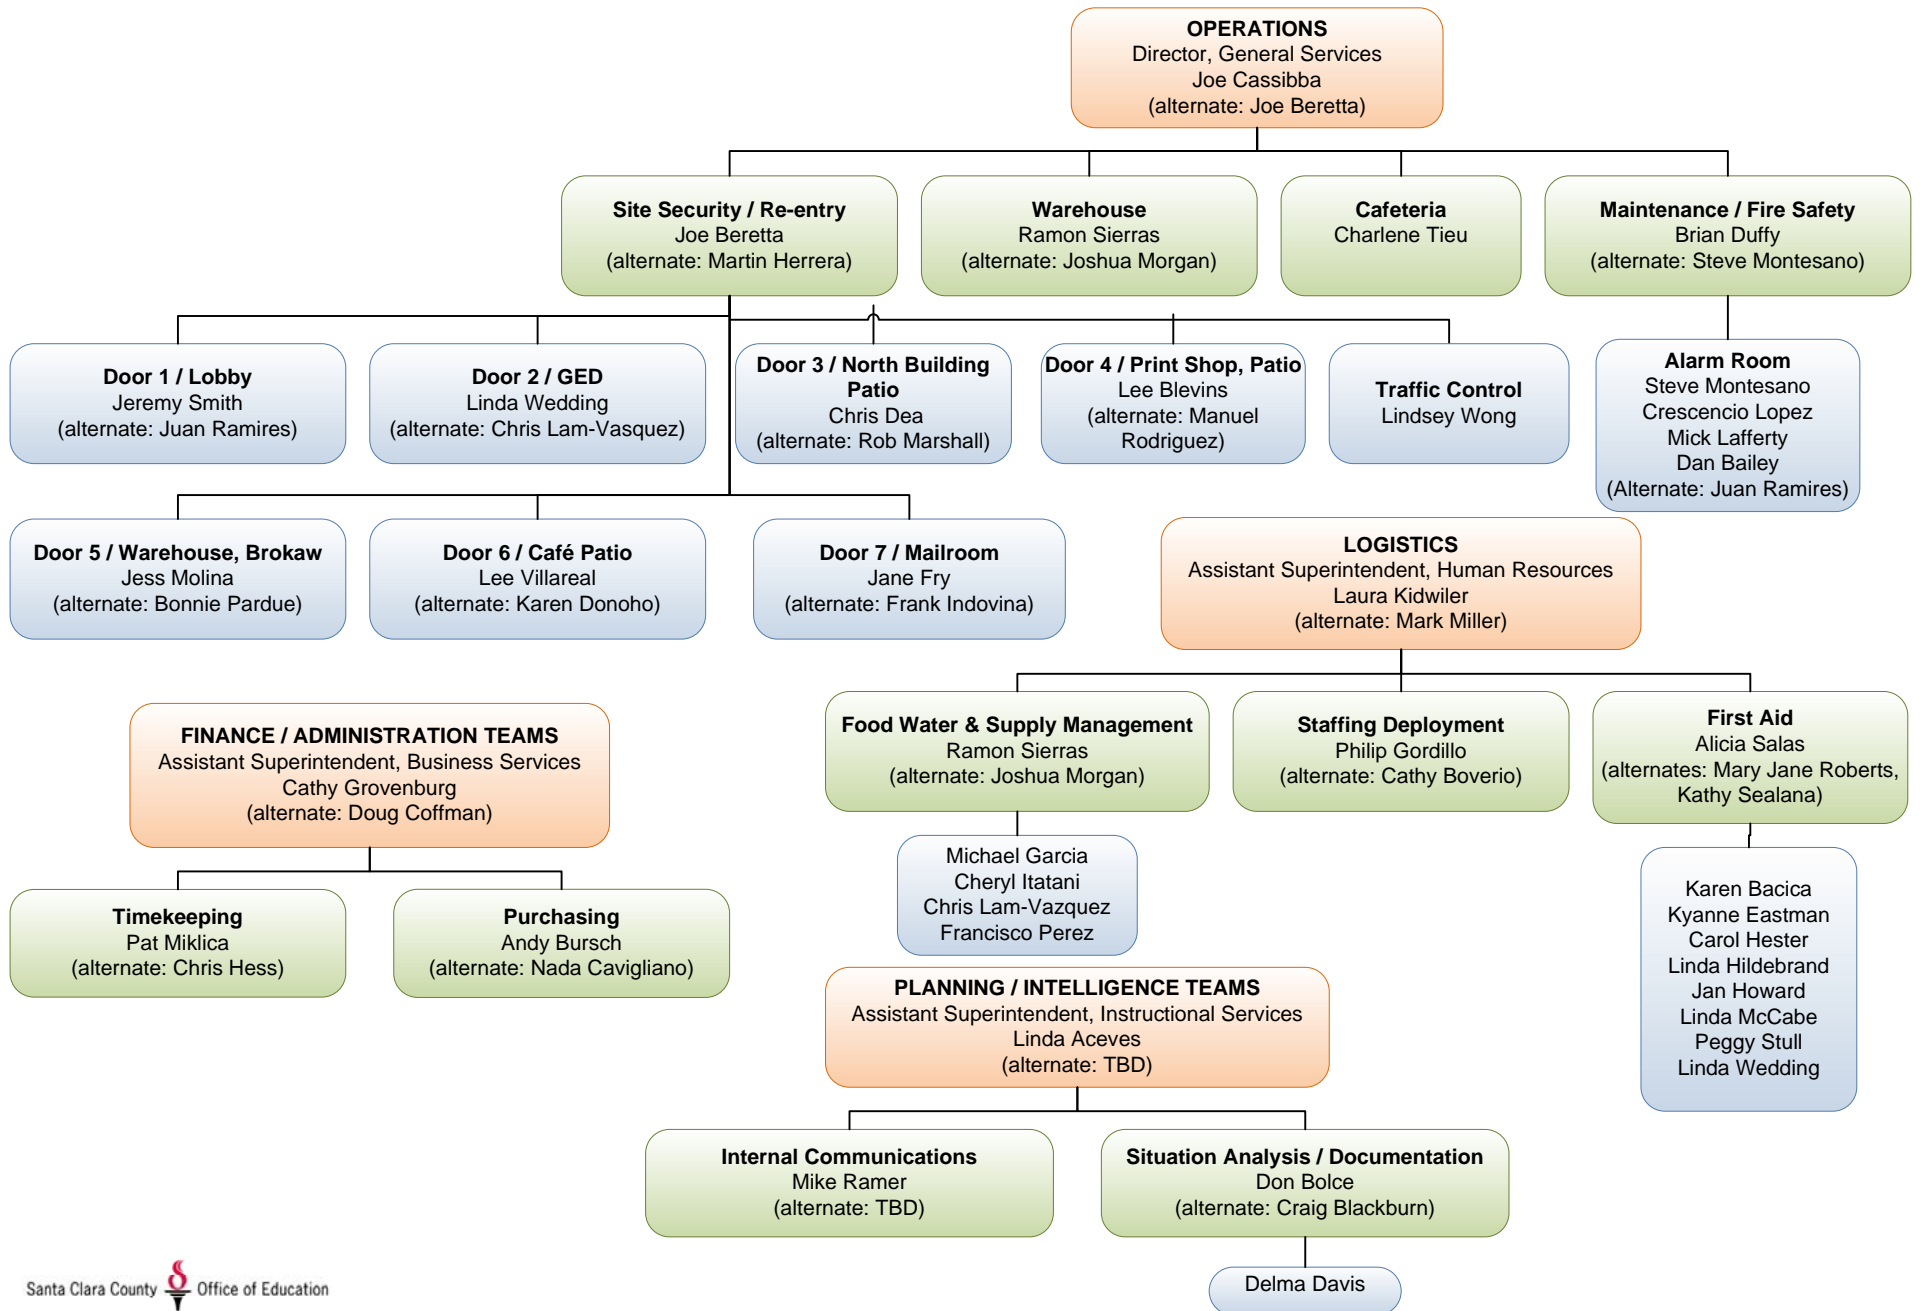 OPERATIONS
Director, General Services
Joe Cassibba
(alternate: Joe Beretta)
Site Security / Re-entry
Joe Beretta
(alternate: Martin Herrera)
Warehouse
Ramon Sierras
(alternate: Joshua Morgan)
Cafeteria
Charlene Tieu
Maintenance / Fire Safety
Brian Duffy
(alternate: Steve Montesano)
Door 1 / Lobby
Jeremy Smith
(alternate: Juan Ramires)
Door 2 / GED
Linda Wedding
(alternate: Chris Lam-Vasquez)
Door 3 / North Building
Patio
Chris Dea
(alternate: Rob Marshall)
Door 4 / Print Shop, Patio
Lee Blevins
(alternate: Manuel
Rodriguez)
Traffic Control
Lindsey Wong
Alarm Room
Steve Montesano
Crescencio Lopez
Mick Lafferty
Dan Bailey
(Alternate: Juan Ramires)
Door 5 / Warehouse, Brokaw
Jess Molina
(alternate: Bonnie Pardue)
Door 6 / Café Patio
Lee Villareal
(alternate: Karen Donoho)
Door 7 / Mailroom
Jane Fry
(alternate: Frank Indovina)
LOGISTICS
Assistant Superintendent, Human Resources
Laura Kidwiler
(alternate: Mark Miller)
Food Water & Supply Management
Ramon Sierras
(alternate: Joshua Morgan)
Staffing Deployment
Philip Gordillo
(alternate: Cathy Boverio)
First Aid
Alicia Salas
(alternates: Mary Jane Roberts,
Kathy Sealana)
Michael Garcia
Cheryl Itatani
Chris Lam-Vazquez
Francisco Perez
Karen Bacica
Kyanne Eastman
Carol Hester
Linda Hildebrand
Jan Howard
Linda McCabe
Peggy Stull
Linda Wedding
FINANCE / ADMINISTRATION TEAMS
Assistant Superintendent, Business Services
Cathy Grovenburg
(alternate: Doug Coffman)
Timekeeping
Pat Miklica
(alternate: Chris Hess)
Purchasing
Andy Bursch
(alternate: Nada Cavigliano)
PLANNING / INTELLIGENCE TEAMS
Assistant Superintendent, Instructional Services
Linda Aceves
(alternate: TBD)
Internal Communications
Mike Ramer
(alternate: TBD)
Situation Analysis / Documentation
Don Bolce
(alternate: Craig Blackburn)
Delma Davis
Santa Clara County Office of Education